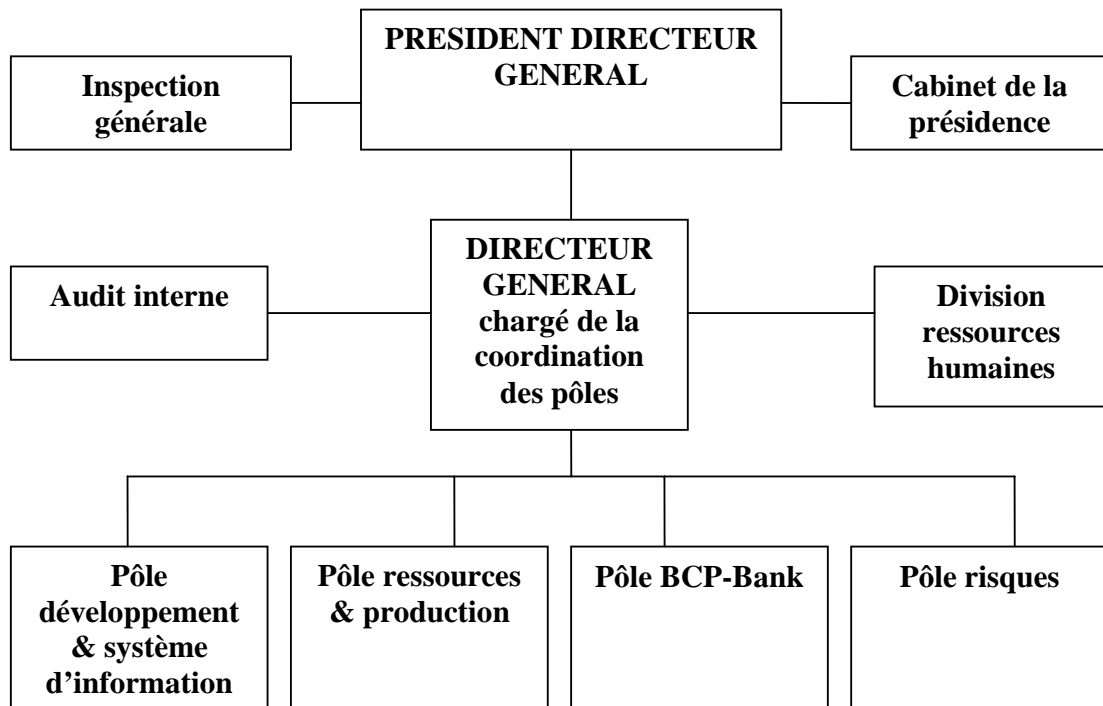 PRESIDENT DIRECTEUR
GENERAL
Inspection
générale
Cabinet de la
présidence
DIRECTEUR
GENERAL
chargé de la
coordination
des pôles
Audit interne
Division
ressources
humaines
Pôle
développement
& système
d’information
Pôle ressources
& production
Pôle BCP-Bank
Pôle risques